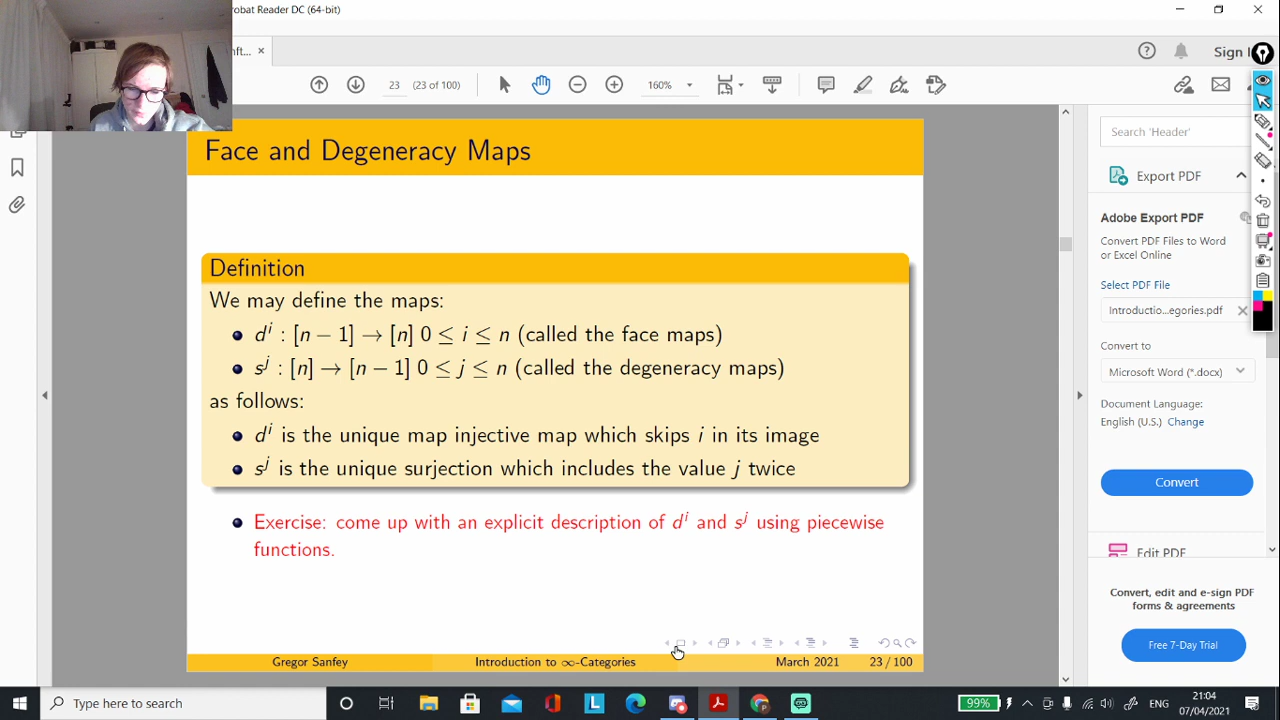 obat Reader DC (64-bit)
nft...
23 (23 of 100)
160%
Sign I
Face and Degeneracy Maps
Definition
We may define the maps:
d^i : [n − 1] → [n] 0 ≤ i ≤ n (called the face maps)
s^j : [n] → [n − 1] 0 ≤ j ≤ n (called the degeneracy maps)
as follows:
d^i is the unique map injective map which skips i in its image
s^j is the unique surjection which includes the value j twice
Exercise: come up with an explicit description of d^i and s^j using piecewise
functions.
Gregor Sanfey Introduction to ∞-Categories March 2021 23 / 100
Search 'Header'
Export PDF
Adobe Export PDF
Convert PDF Files to Word
or Excel Online
Select PDF File
Introductio...egories.pdf
Convert to
Microsoft Word (*.docx)
Document Language:
English (U.S.) Change
Convert
Edit PDF
Convert, edit and e-sign PDF
forms & agreements
Free 7-Day Trial
Type here to search
99%
ENG
21:04
07/04/2021